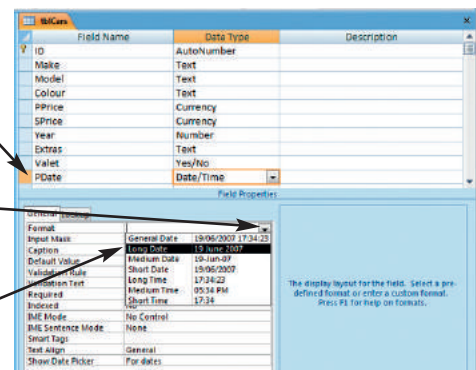 tblCars
Field Name Data Type Description
ID AutoNumber
Make Text
Model Text
Colour Text
PPrice Currency
SPrice Currency
Year Number
Extras Text
Valet Yes/No
PDate Date/Time
Field Properties
General Lookup
Format
Input Mask General Date 19/06/2007 17:34:23
Caption Long Date 19 June 2007
Default Value Medium Date 19-Jun-07
Validation Rule Short Date 19/06/2007
Validation Text Long Time 17:34:23
Required Medium Time 05:34 PM
Indexed Short Time 17:34
IME Mode No Control
IME Sentence Mode None
Smart Tags
Text Align General
Show Date Picker For dates
The display layout for the field. Select a pre-
defined format or enter a custom format.
Press F1 for help on formats.